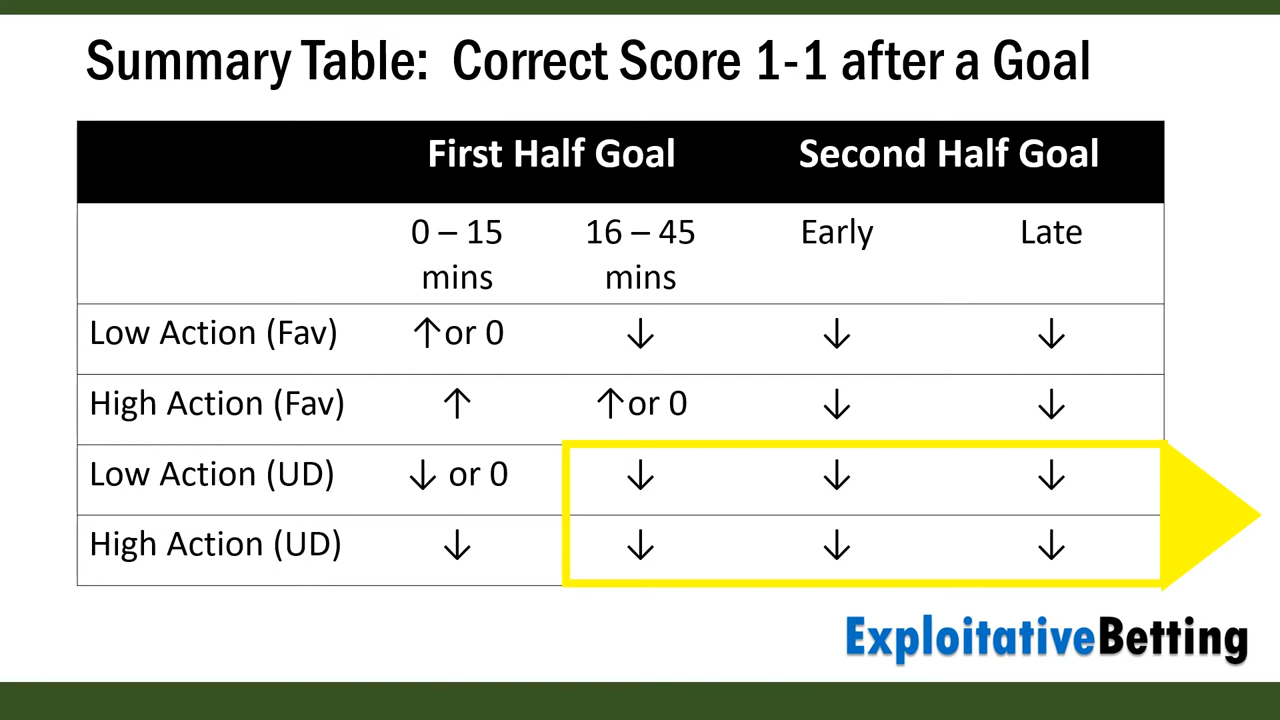 Summary Table:  Correct Score 1-1 after a Goal
First Half Goal Second Half Goal
0 – 15 mins 16 – 45 mins Early Late
Low Action (Fav) ↑or 0 ↓ ↓ ↓
High Action (Fav) ↑ ↑or 0 ↓ ↓
Low Action (UD) ↓ or 0 ↓ ↓ ↓
High Action (UD) ↓ ↓ ↓ ↓
ExploitativeBetting